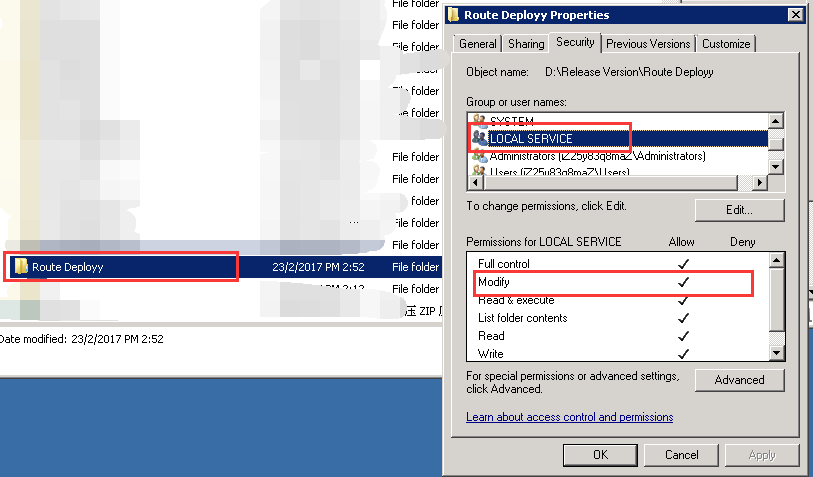 File folder
File folder
File folder
File folder
File folder
File folder
File folder
File folder
File folder
File folder
File folder
Route Deployy 23/2/2017 PM 2:52 File folder
File folder
ZIP
Date modified: 23/2/2017 PM 2:52
Route Deployy Properties
General Sharing Security Previous Versions Customize
Object name: D:\Release Version\Route Deployy
Group or user names:
SYSTEM
LOCAL SERVICE
Administrators (iZ25y83q8maZ\Administrators)
Users (iZ25y83q8maZ\Users)
To change permissions, click Edit.
Edit...
Permissions for LOCAL SERVICE Allow Deny
Full control
Modify
Read & execute
List folder contents
Read
Write
For special permissions or advanced settings,
click Advanced.
Advanced
Learn about access control and permissions
OK Cancel Apply